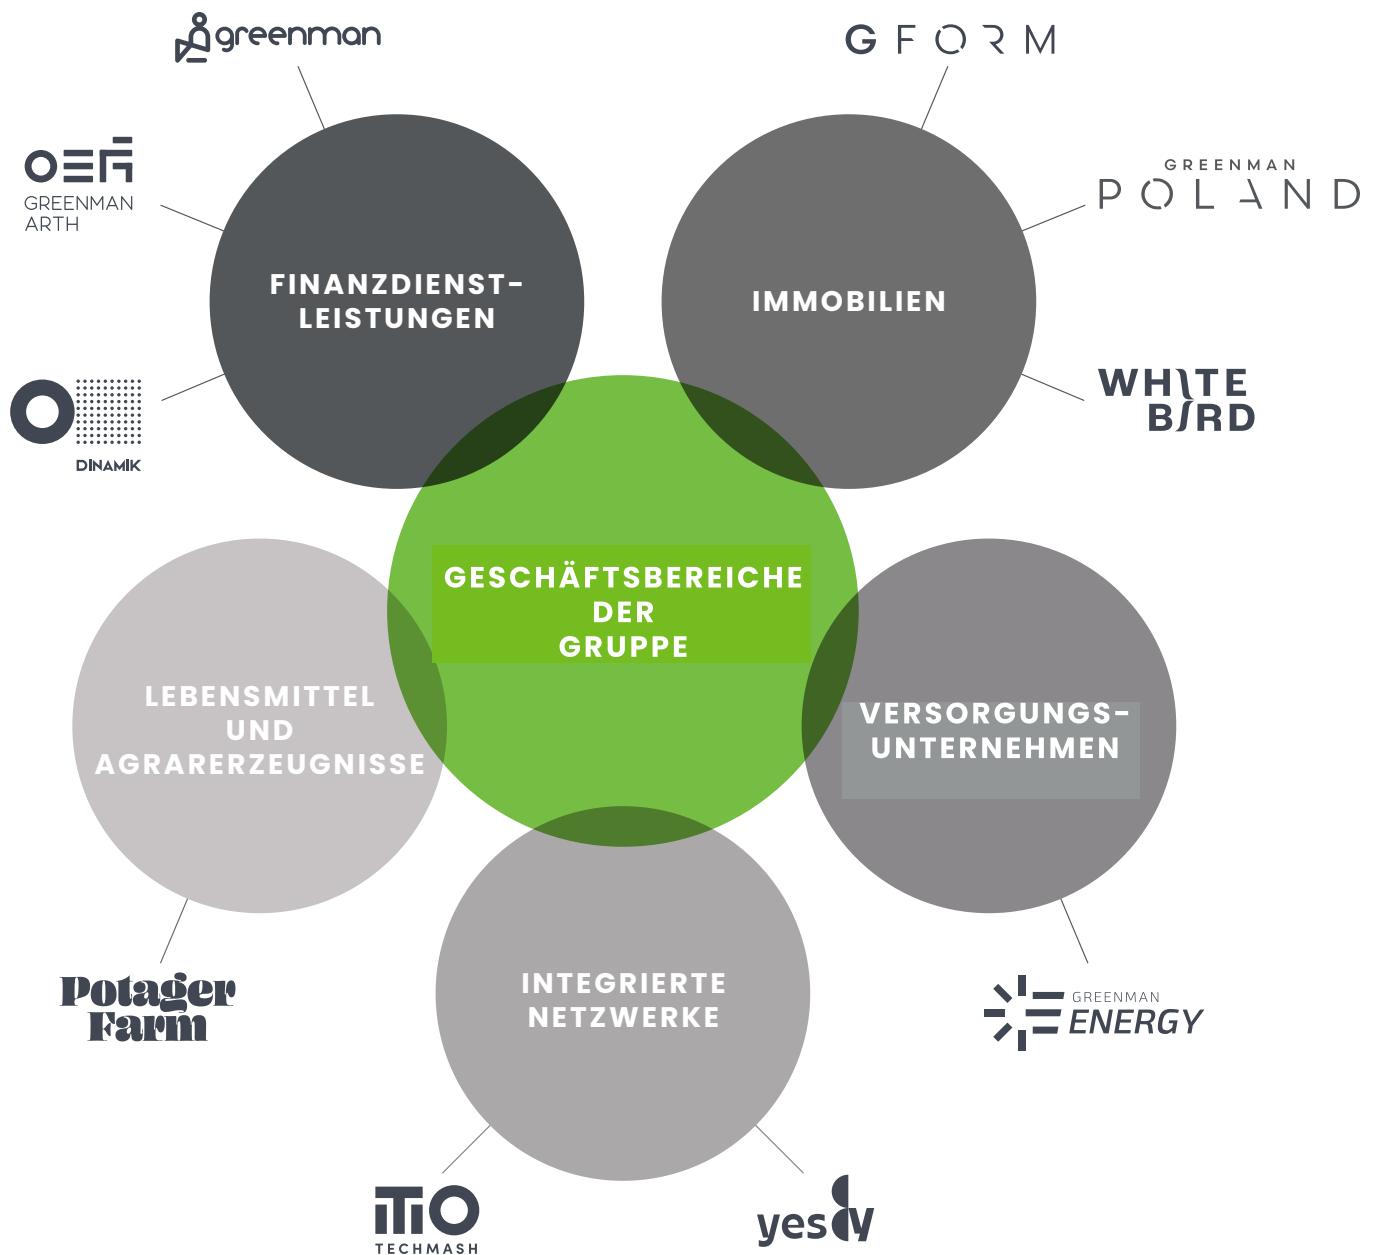 greenman
G FORM
GREENMAN
ARTH
GREENMAN
POLAND
FINANZDIENST-
LEISTUNGEN
IMMOBILIEN
WHITE
BIRD
DINAMIK
GESCHÄFTSBEREICHE
DER
GRUPPE
LEBENSMITTEL
UND
AGRARERZEUGNISSE
VERSORGUNGS-
UNTERNEHMEN
Potager
Farm
INTEGRIERTE
NETZWERKE
GREENMAN
ENERGY
TECHMASH
yes